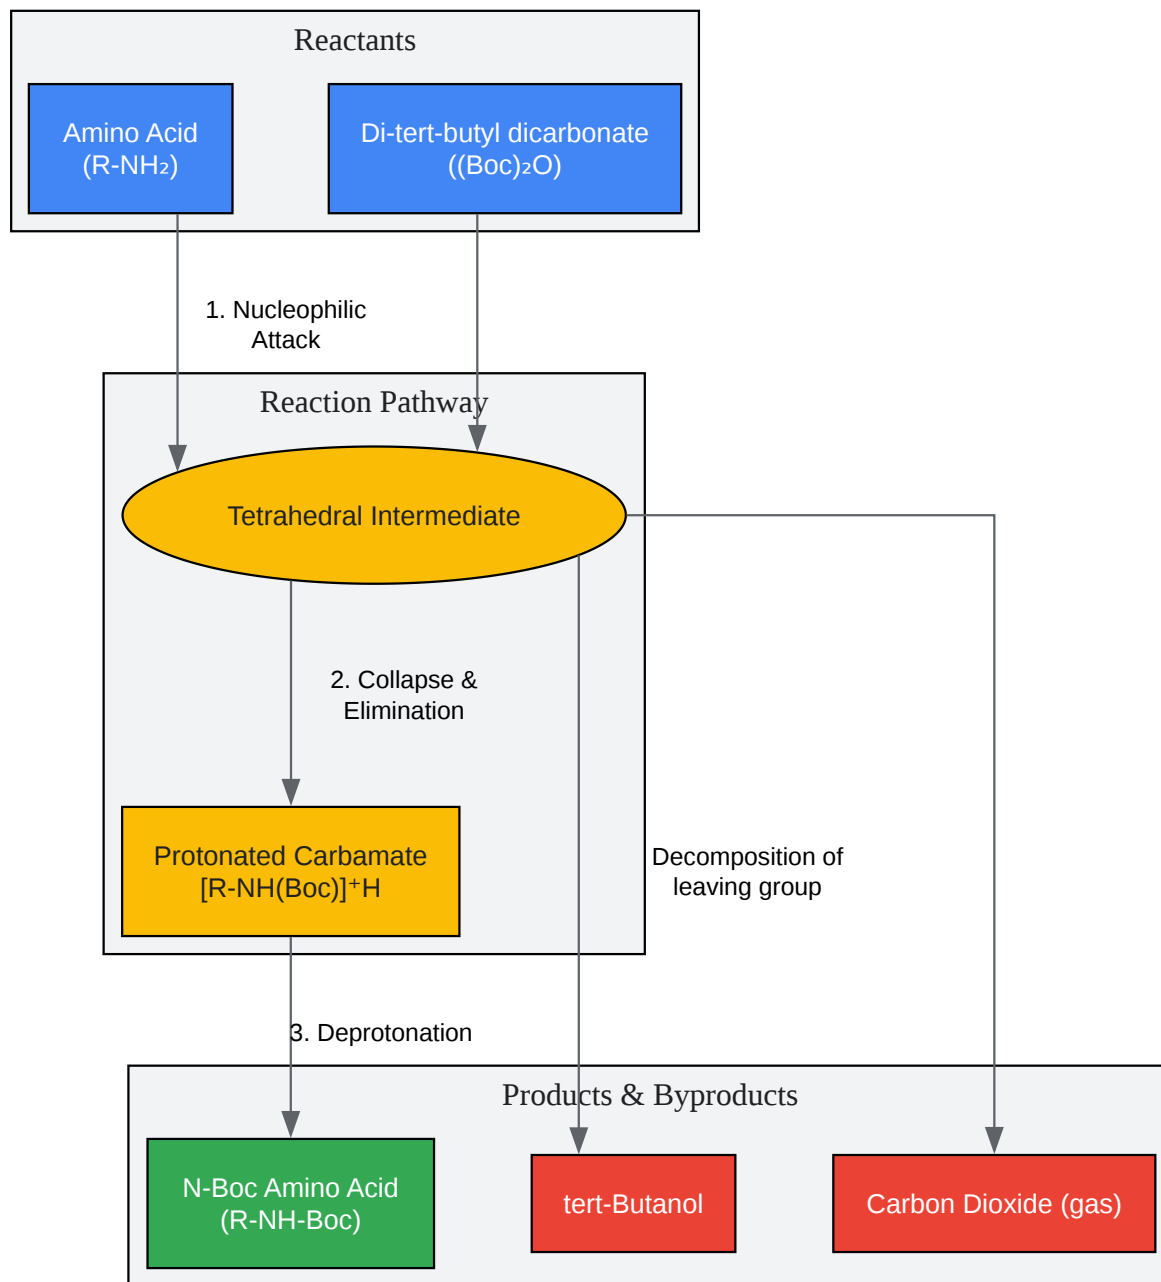 Reactants
Amino Acid
(R-NH₂)
Di-tert-butyl dicarbonate
((Boc)₂O)
1. Nucleophilic
Attack
Reaction Pathway
Tetrahedral Intermediate
2. Collapse &
Elimination
Protonated Carbamate
[R-NH(Boc)]⁺H
Decomposition of
leaving group
3. Deprotonation
Products & Byproducts
N-Boc Amino Acid
(R-NH-Boc)
tert-Butanol
Carbon Dioxide (gas)